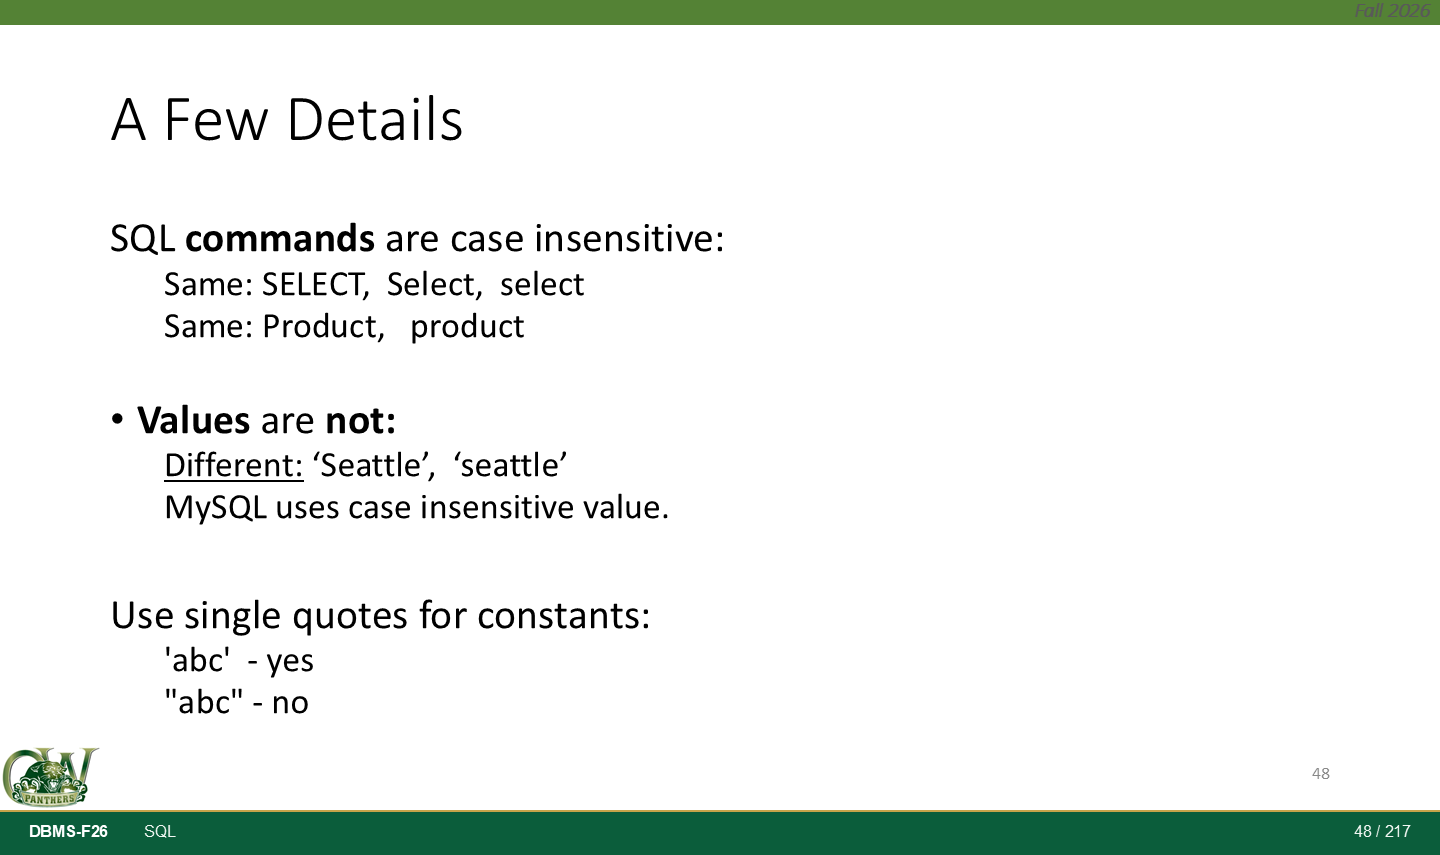 Fall 2026
A Few Details
SQL commands are case insensitive:
Same: SELECT,  Select,  select
Same: Product,   product
• Values are not:
Different: ‘Seattle’,  ‘seattle’
MySQL uses case insensitive value.
Use single quotes for constants:
'abc'  - yes
"abc" - no
PANTHERS
48
DBMS-F26 SQL 48 / 217